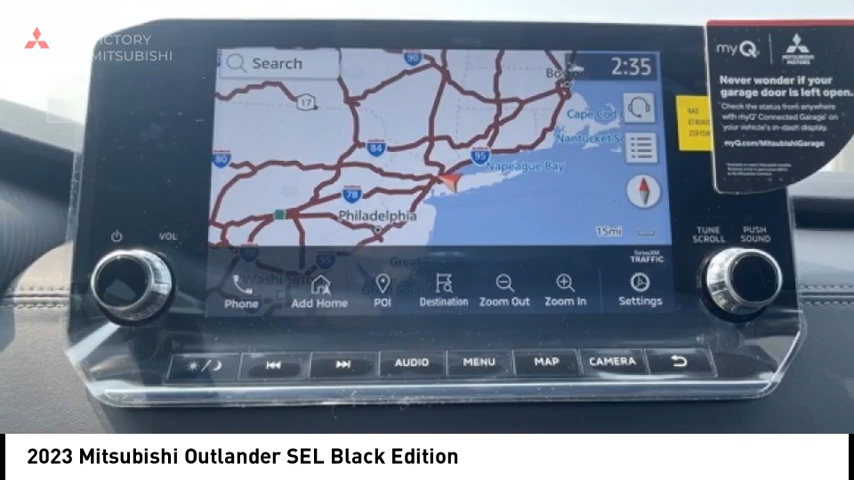 VICTORY
MITSUBISHI
Search
2:35
90
17
84
80
95
78
Cape Cod
Napeague Bay
Philadelphia
15mi
Washington
SiriusXM
TRAFFIC
Phone
Add Home
POI
Destination
Zoom Out
Zoom In
Settings
VOL
TUNE
SCROLL
PUSH
SOUND
AUDIO
MENU
MAP
CAMERA
myQ
MITSUBISHI
MOTORS
Never wonder if your
garage door is left open.
Check the status from anywhere
with myQ Connected Garage on
your vehicle's in-dash display.
myQ.com/MitsubishiGarage
2023 Mitsubishi Outlander SEL Black Edition